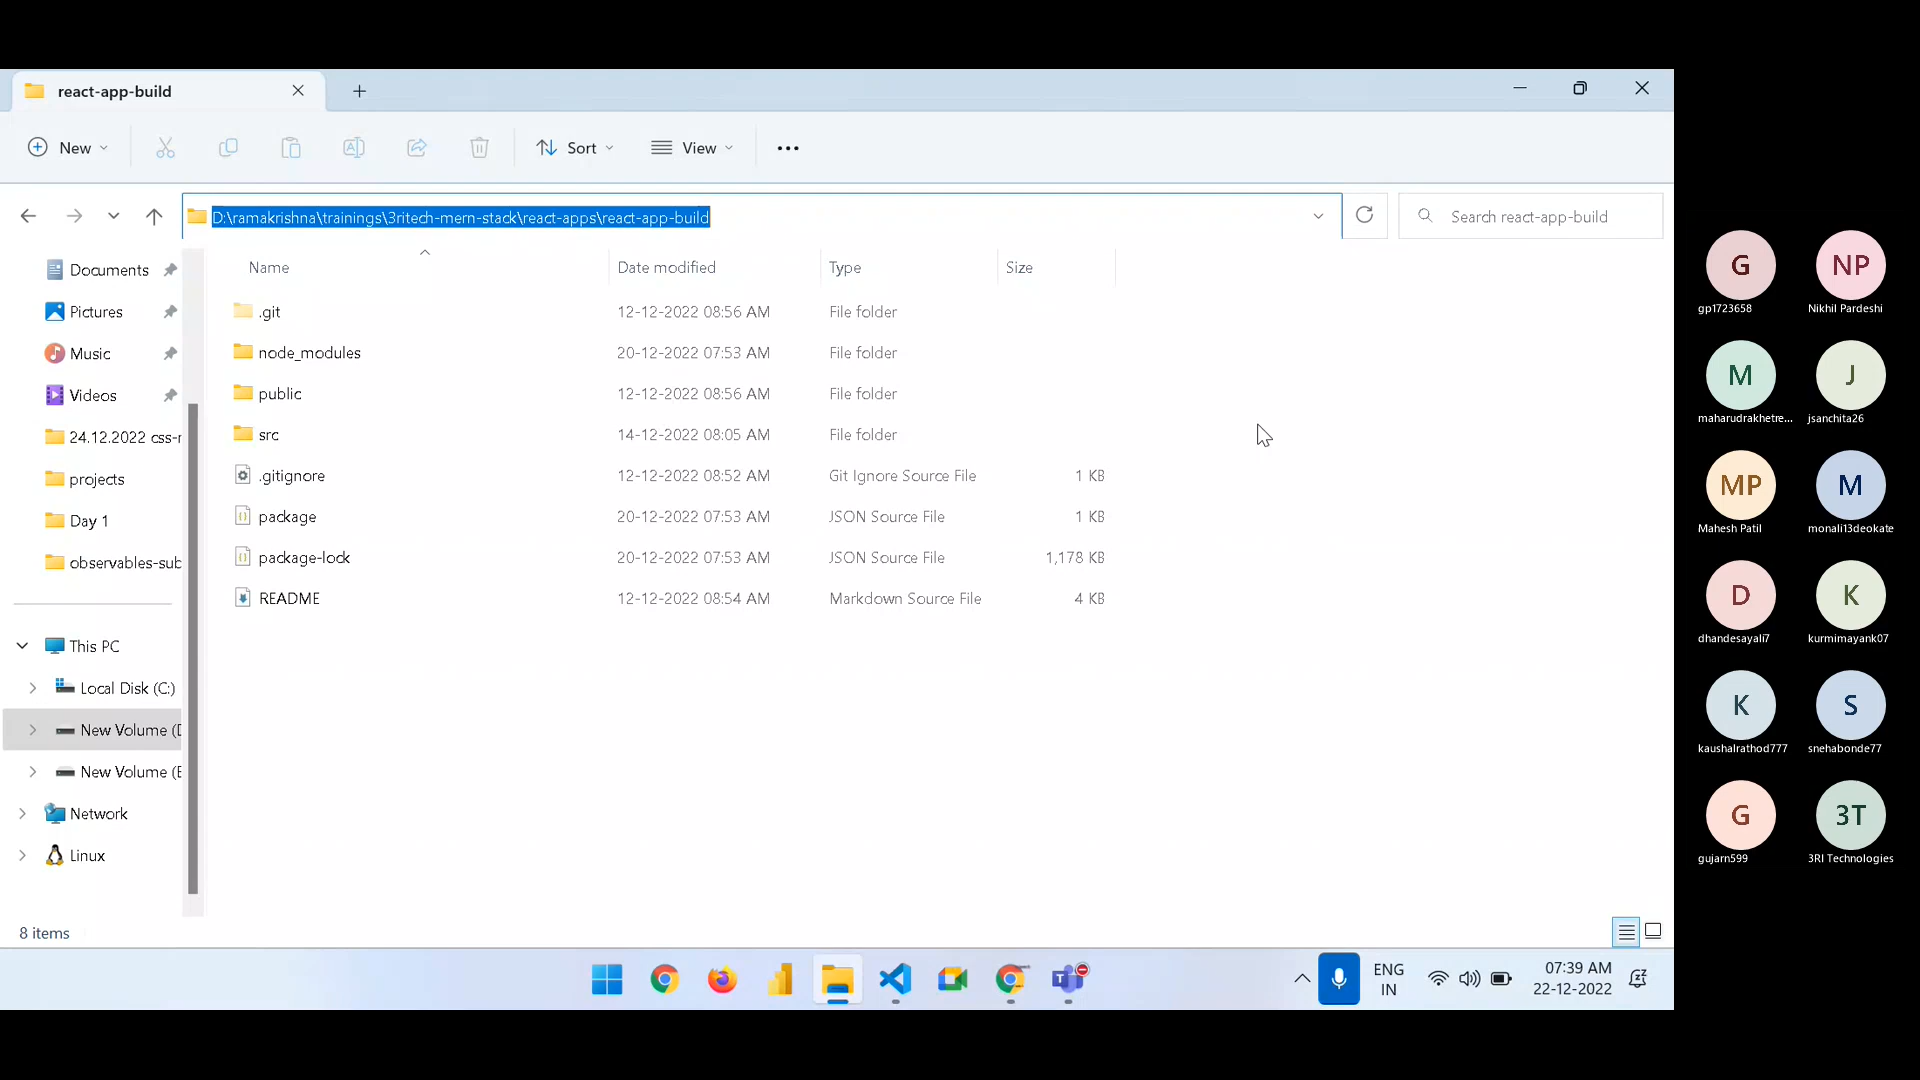 react-app-build
New
Sort
View
D:\ramakrishna\trainings\3ritech-mern-stack\react-apps\react-app-build
Search react-app-build
Documents
Pictures
Music
Videos
24.12.2022 css-r
projects
Day 1
observables-sub
This PC
Local Disk (C:)
New Volume (D
New Volume (E
Network
Linux
Name Date modified Type Size
.git 12-12-2022 08:56 AM File folder
node_modules 20-12-2022 07:53 AM File folder
public 12-12-2022 08:56 AM File folder
src 14-12-2022 08:05 AM File folder
.gitignore 12-12-2022 08:52 AM Git Ignore Source File 1 KB
package 20-12-2022 07:53 AM JSON Source File 1 KB
package-lock 20-12-2022 07:53 AM JSON Source File 1,178 KB
README 12-12-2022 08:54 AM Markdown Source File 4 KB
8 items
ENG
IN
07:39 AM
22-12-2022
G NP
gp1723658 Nikhil Pardeshi
M J
maharudrakhetre... jsanchita26
MP M
Mahesh Patil monali13deokate
D K
dhandesayali7 kurmimayank07
K S
kaushalrathod777 snehabonde77
G 3T
gujarn599 3RI Technologies